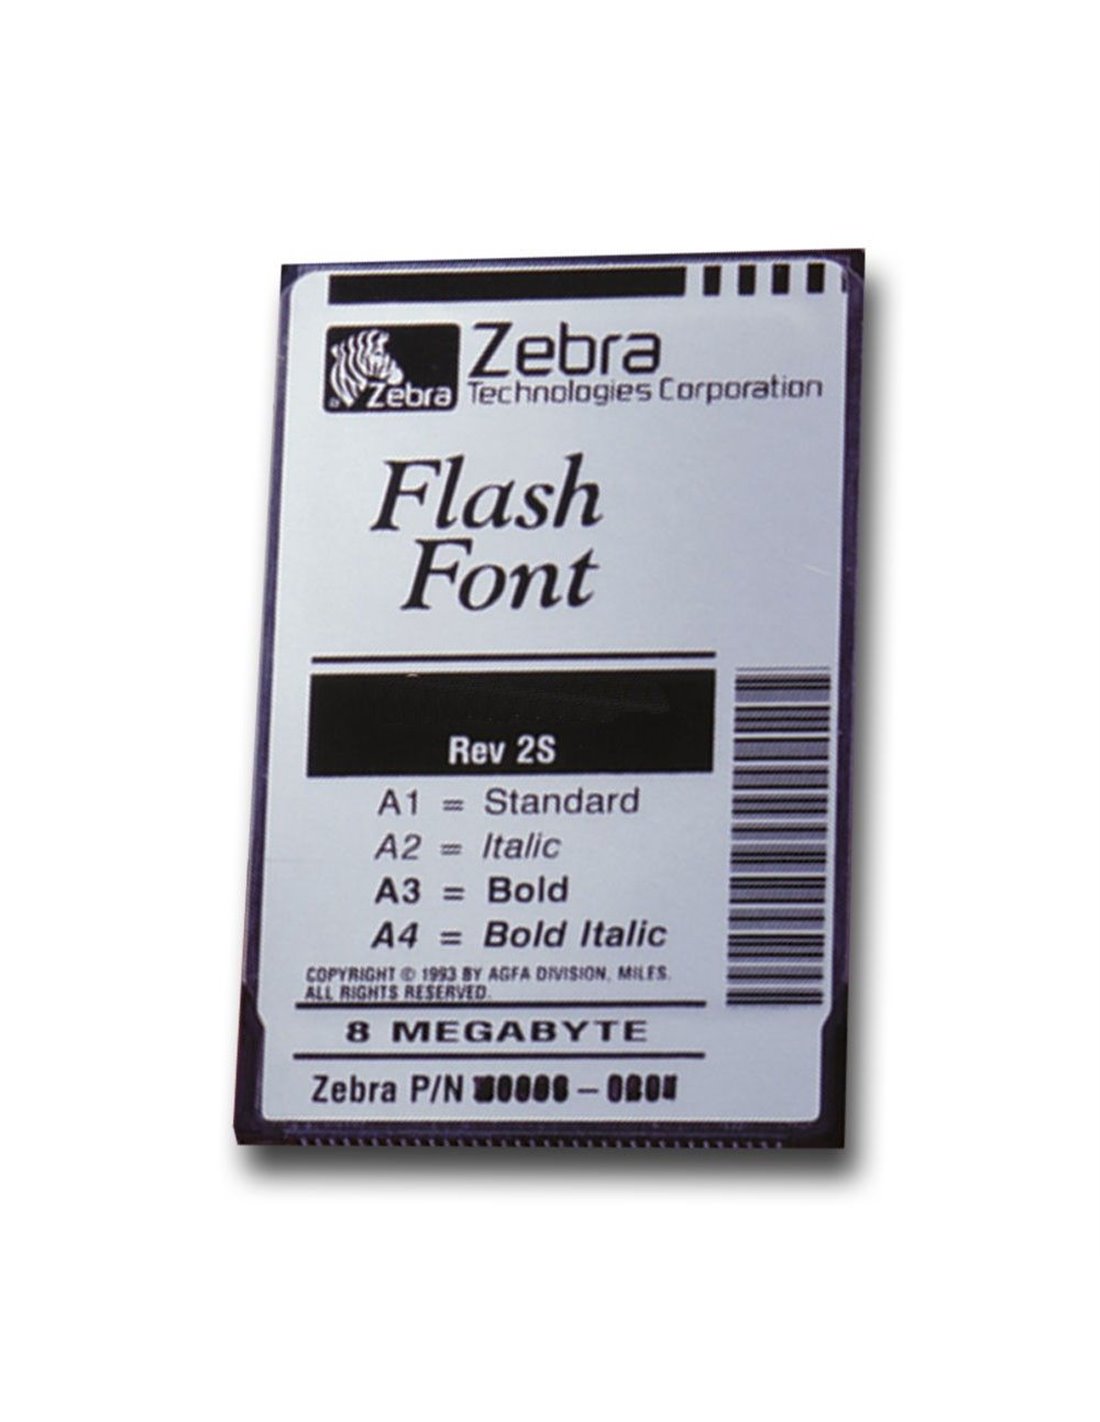 Zebra
Zebra
Technologies Corporation
Flash
Font
Rev 2S
A1 = Standard
A2 = Italic
A3 = Bold
A4 = Bold Italic
COPYRIGHT © 1993 BY AGFA DIVISION, MILES.
ALL RIGHTS RESERVED.
8 MEGABYTE
Zebra P/N